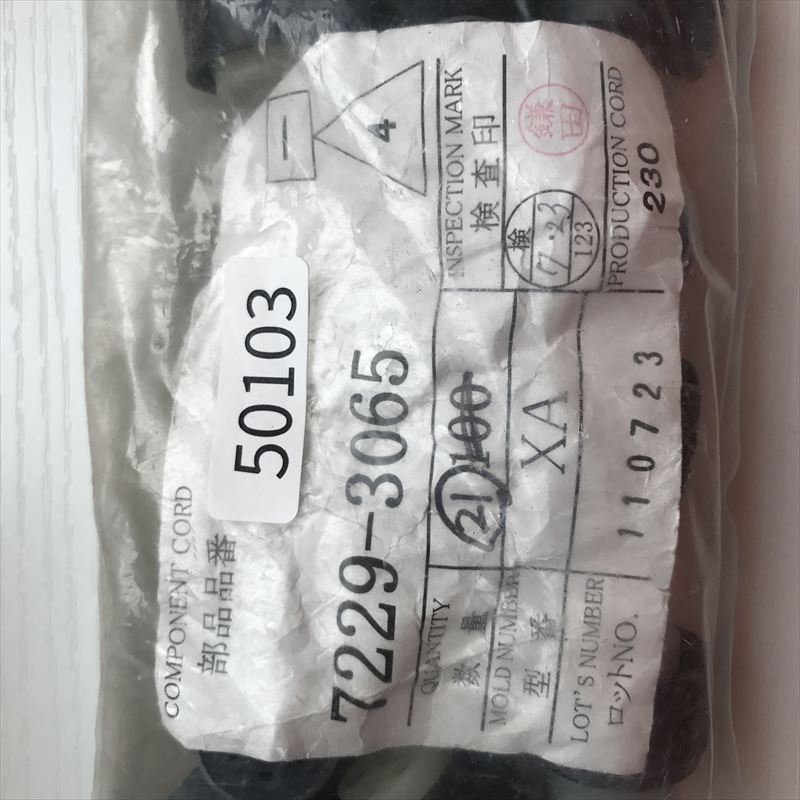 COMPONENT CORD
部品品番
50103
7229-3065
一
4
QUANTITY
数量
21 100
MOLD NUMBER
型番
XA
LOT'S NUMBER
ロットNO.
110723
INSPECTION MARK
検査印
鎌田
検
7.23
123
PRODUCTION CORD
230